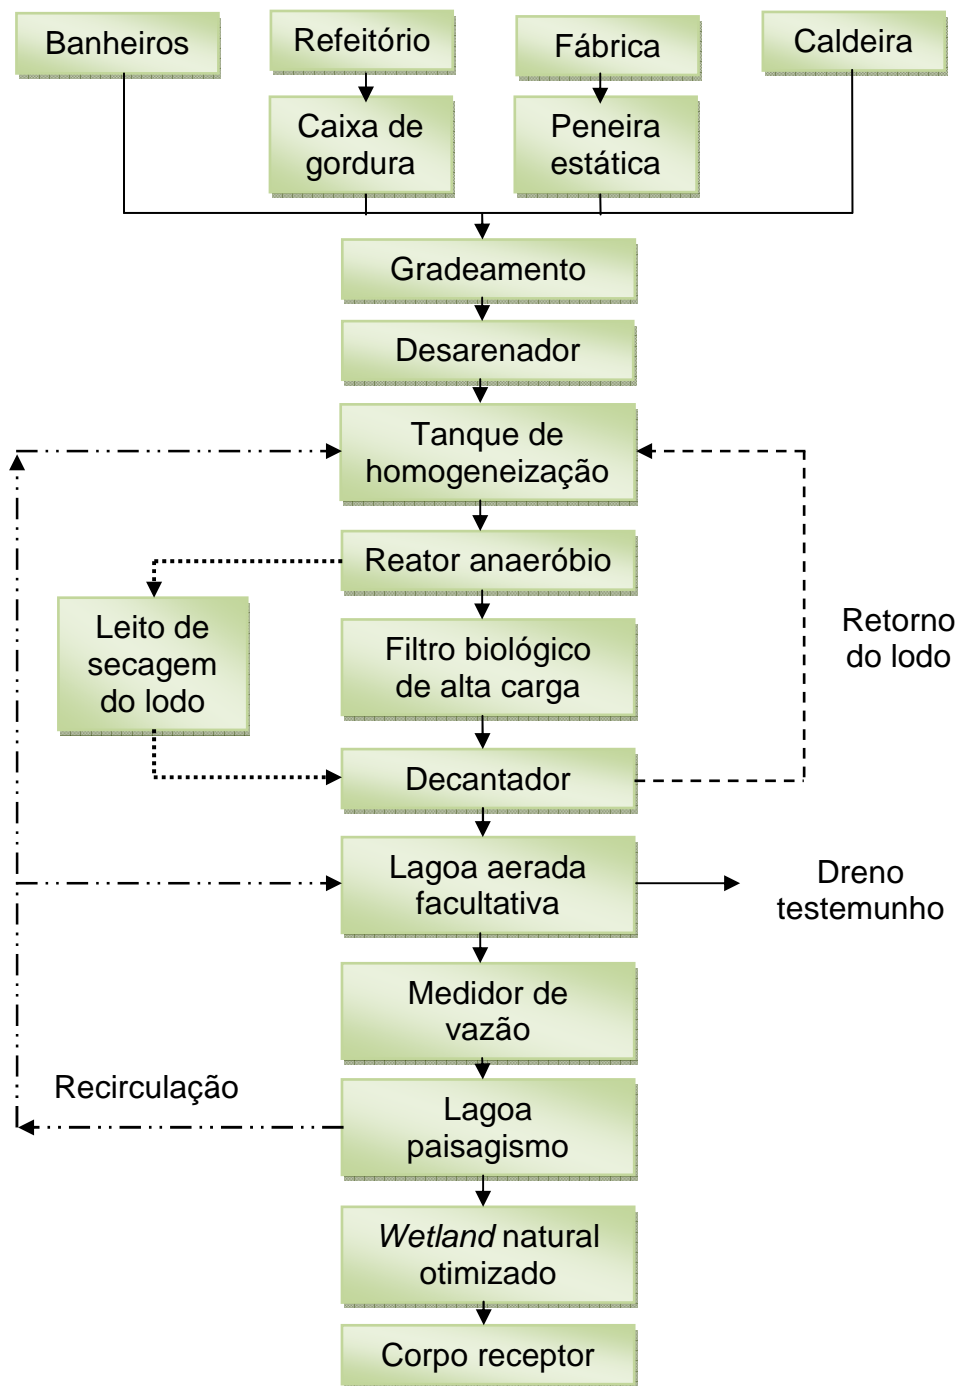 Banheiros
Refeitório
Fábrica
Caldeira
Caixa de
gordura
Peneira
estática
Gradeamento
Desarenador
Tanque de
homogeneização
Reator anaeróbio
Leito de
secagem
do lodo
Filtro biológico
de alta carga
Retorno
do lodo
Decantador
Lagoa aerada
facultativa
Dreno
testemunho
Medidor de
vazão
Recirculação
Lagoa
paisagismo
Wetland natural
otimizado
Corpo receptor